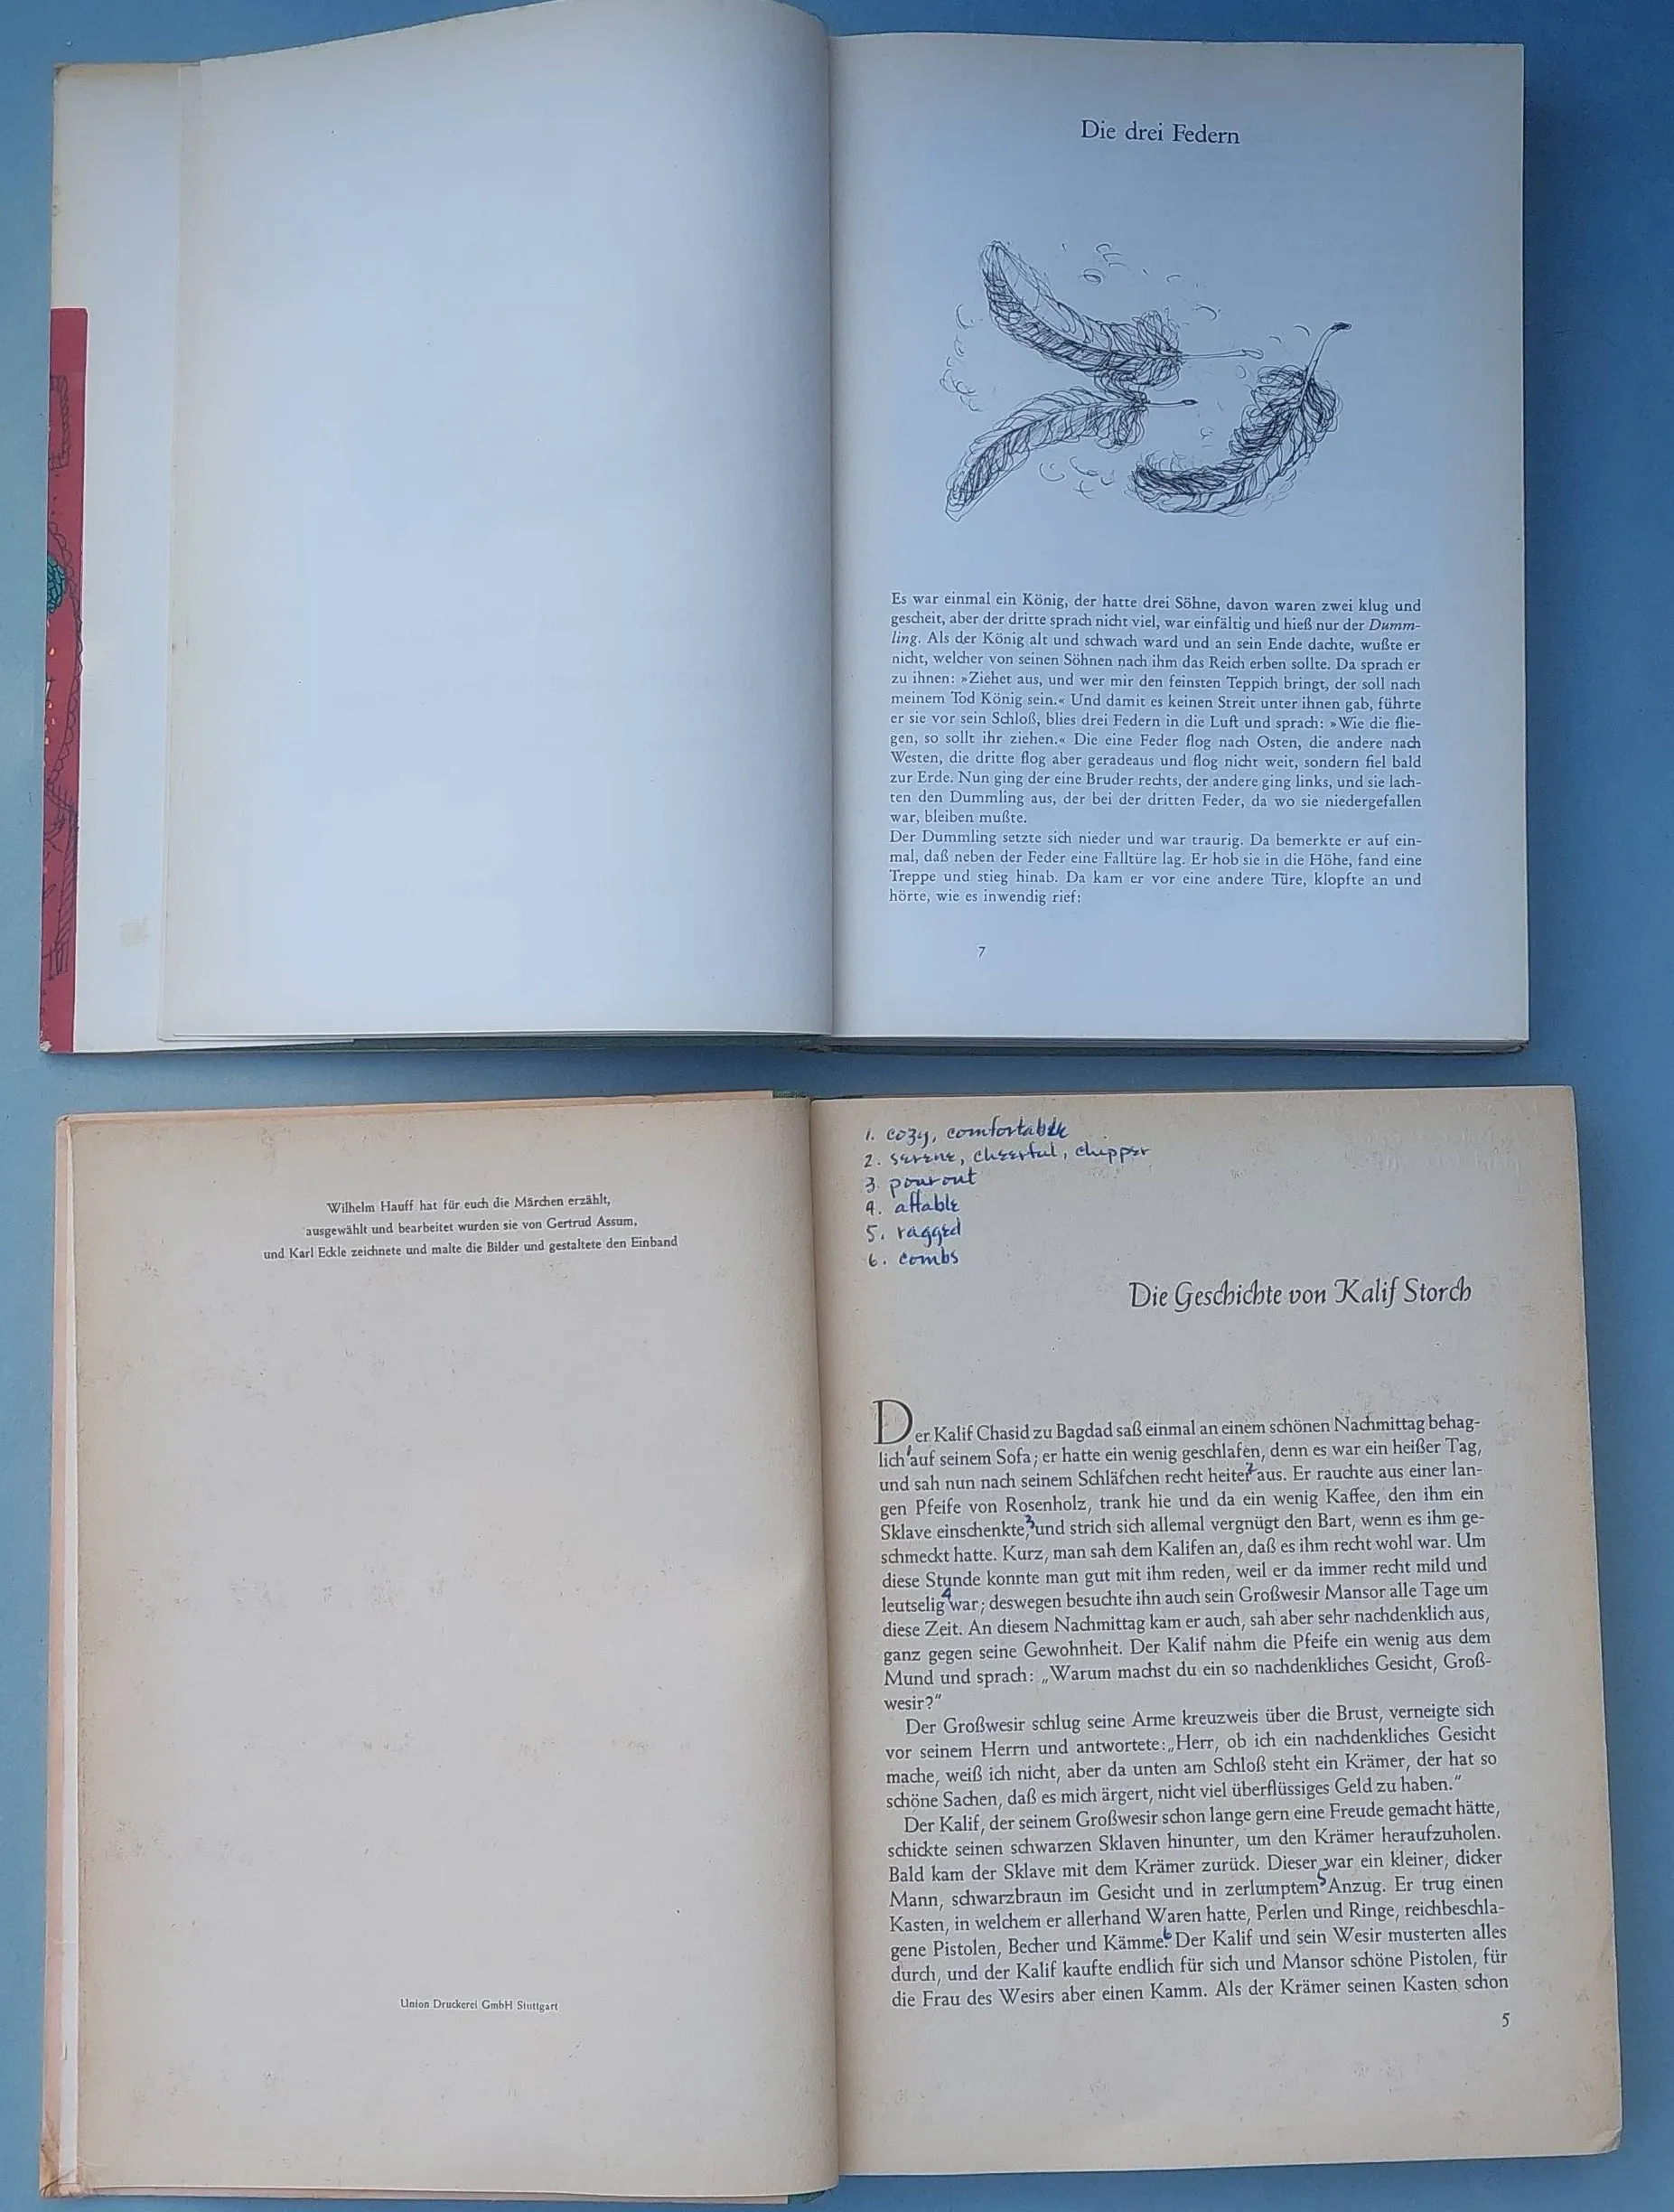 Die drei Federn
Es war einmal ein König, der hatte drei Söhne, davon waren zwei klug und
gescheit, aber der dritte sprach nicht viel, war einfältig und hieß nur der Dumm-
ling. Als der König alt und schwach ward und an sein Ende dachte, wußte er
nicht, welcher von seinen Söhnen nach ihm das Reich erben sollte. Da sprach er
zu ihnen: »Ziehet aus, und wer mir den feinsten Teppich bringt, der soll nach
meinem Tod König sein.« Und damit es keinen Streit unter ihnen gab, führte
er sie vor sein Schloß, blies drei Federn in die Luft und sprach: »Wie die flie-
gen, so sollt ihr ziehen.« Die eine Feder flog nach Osten, die andere nach
Westen, die dritte flog aber geradeaus und flog nicht weit, sondern fiel bald
zur Erde. Nun ging der eine Bruder rechts, der andere ging links, und sie lach-
ten den Dummling aus, der bei der dritten Feder, da wo sie niedergefallen
war, bleiben mußte.
Der Dummling setzte sich nieder und war traurig. Da bemerkte er auf ein-
mal, daß neben der Feder eine Falltüre lag. Er hob sie in die Höhe, fand eine
Treppe und stieg hinab. Da kam er vor eine andere Türe, klopfte an und
hörte, wie es inwendig rief:
7
Wilhelm Hauff hat für euch die Märchen erzählt,
ausgewählt und bearbeitet wurden sie von Gertrud Assum,
und Karl Eckle zeichnete und malte die Bilder und gestaltete den Einband
Union Druckerei GmbH Stuttgart
1. cozy, comfortable
2. serene, cheerful, chipper
3. pour out
4. affable
5. ragged
6. combs
Die Geschichte von Kalif Storch
Der Kalif Chasid zu Bagdad saß einmal an einem schönen Nachmittag behag-
lich 1 auf seinem Sofa; er hatte ein wenig geschlafen, denn es war ein heißer Tag,
und sah nun nach seinem Schläfchen recht heiter 2 aus. Er rauchte aus einer lan-
gen Pfeife von Rosenholz, trank hie und da ein wenig Kaffee, den ihm ein
Sklave einschenkte, 3 und strich sich allemal vergnügt den Bart, wenn es ihm ge-
schmeckt hatte. Kurz, man sah dem Kalifen an, daß es ihm recht wohl war. Um
diese Stunde konnte man gut mit ihm reden, weil er da immer recht mild und
leutselig 4 war; deswegen besuchte ihn auch sein Großwesir Mansor alle Tage um
diese Zeit. An diesem Nachmittag kam er auch, sah aber sehr nachdenklich aus,
ganz gegen seine Gewohnheit. Der Kalif nahm die Pfeife ein wenig aus dem
Mund und sprach: „Warum machst du ein so nachdenkliches Gesicht, Groß-
wesir?“
Der Großwesir schlug seine Arme kreuzweis über die Brust, verneigte sich
vor seinem Herrn und antwortete: „Herr, ob ich ein nachdenkliches Gesicht
mache, weiß ich nicht, aber da unten am Schloß steht ein Krämer, der hat so
schöne Sachen, daß es mich ärgert, nicht viel überflüssiges Geld zu haben.“
Der Kalif, der seinem Großwesir schon lange gern eine Freude gemacht hätte,
schickte seinen schwarzen Sklaven hinunter, um den Krämer heraufzuholen.
Bald kam der Sklave mit dem Krämer zurück. Dieser war ein kleiner, dicker
Mann, schwarzbraun im Gesicht und in zerlumptem 5 Anzug. Er trug einen
Kasten, in welchem er allerhand Waren hatte, Perlen und Ringe, reichbeschla-
gene Pistolen, Becher und Kämme. 6 Der Kalif und sein Wesir musterten alles
durch, und der Kalif kaufte endlich für sich und Mansor schöne Pistolen, für
die Frau des Wesirs aber einen Kamm. Als der Krämer seinen Kasten schon
5